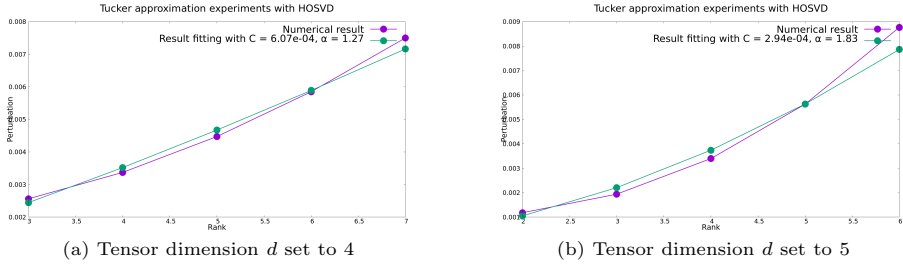 Tucker approximation experiments with HOSVD
Numerical result
Result fitting with C = 6.07e-04, α = 1.27
Perturbation
0.008
0.007
0.006
0.005
0.004
0.003
0.002
3
3.5
4
4.5
5
5.5
6
6.5
7
Rank
(a) Tensor dimension d set to 4
Tucker approximation experiments with HOSVD
Numerical result
Result fitting with C = 2.94e-04, α = 1.83
Perturbation
0.009
0.008
0.007
0.006
0.005
0.004
0.003
0.002
0.001
2
2.5
3
3.5
4
4.5
5
5.5
6
Rank
(b) Tensor dimension d set to 5